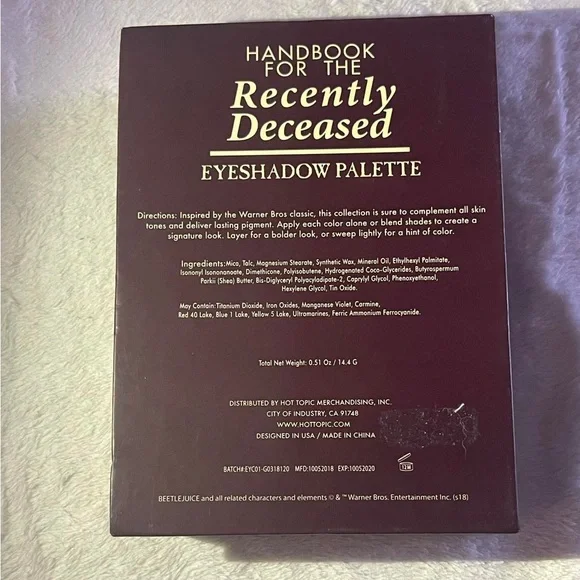 HANDBOOK
FOR THE
Recently
Deceased
EYESHADOW PALETTE
Directions: Inspired by the Warner Bros classic, this collection is sure to complement all skin
tones and deliver lasting pigment. Apply each color alone or blend shades to create a
signature look. Layer for a bolder look, or sweep lightly for a hint of color.
Ingredients:Mica, Talc, Magnesium Stearate, Synthetic Wax, Mineral Oil, Ethylhexyl Palmitate,
Isononyl Isononanoate, Dimethicone, Polyisobutene, Hydrogenated Coco-Glycerides, Butyrospermum
Parkii (Shea) Butter, Bis-Diglyceryl Polyacyladipate-2, Caprylyl Glycol, Phenoxyethanol,
Hexylene Glycol, Tin Oxide.
May Contain:Titanium Dioxide, Iron Oxides, Manganese Violet, Carmine,
Red 40 Lake, Blue 1 Lake, Yellow 5 Lake, Ultramarines, Ferric Ammonium Ferrocyanide.
Total Net Weight: 0.51 Oz / 14.4 G
DISTRIBUTED BY HOT TOPIC MERCHANDISING, INC.
CITY OF INDUSTRY, CA 91748
WWW.HOTTOPIC.COM
DESIGNED IN USA / MADE IN CHINA
BATCH#:EYC01-G0318120 MFD:10052018 EXP:10052020
12M
BEETLEJUICE and all related characters and elements © & ™ Warner Bros. Entertainment Inc. (s18)